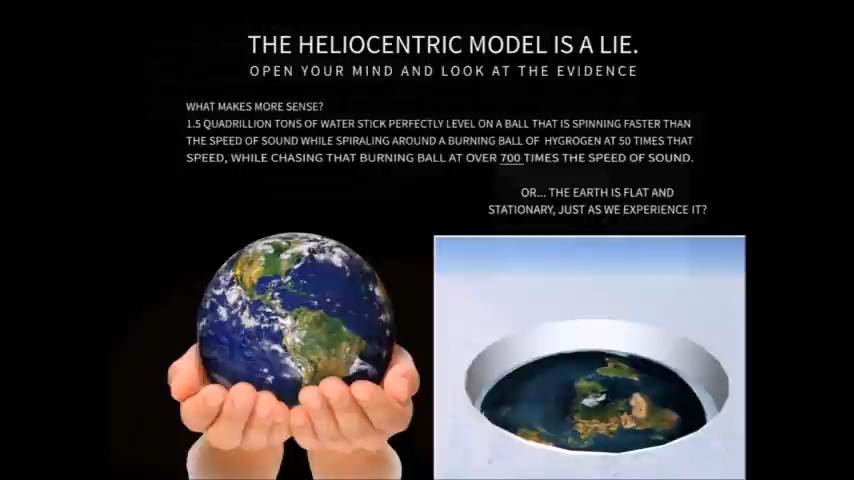 THE HELIOCENTRIC MODEL IS A LIE.
OPEN YOUR MIND AND LOOK AT THE EVIDENCE
WHAT MAKES MORE SENSE?
1.5 QUADRILLION TONS OF WATER STICK PERFECTLY LEVEL ON A BALL THAT IS SPINNING FASTER THAN
THE SPEED OF SOUND WHILE SPIRALING AROUND A BURNING BALL OF HYGROGEN AT 50 TIMES THAT
SPEED, WHILE CHASING THAT BURNING BALL AT OVER 700 TIMES THE SPEED OF SOUND.
OR... THE EARTH IS FLAT AND
STATIONARY, JUST AS WE EXPERIENCE IT?